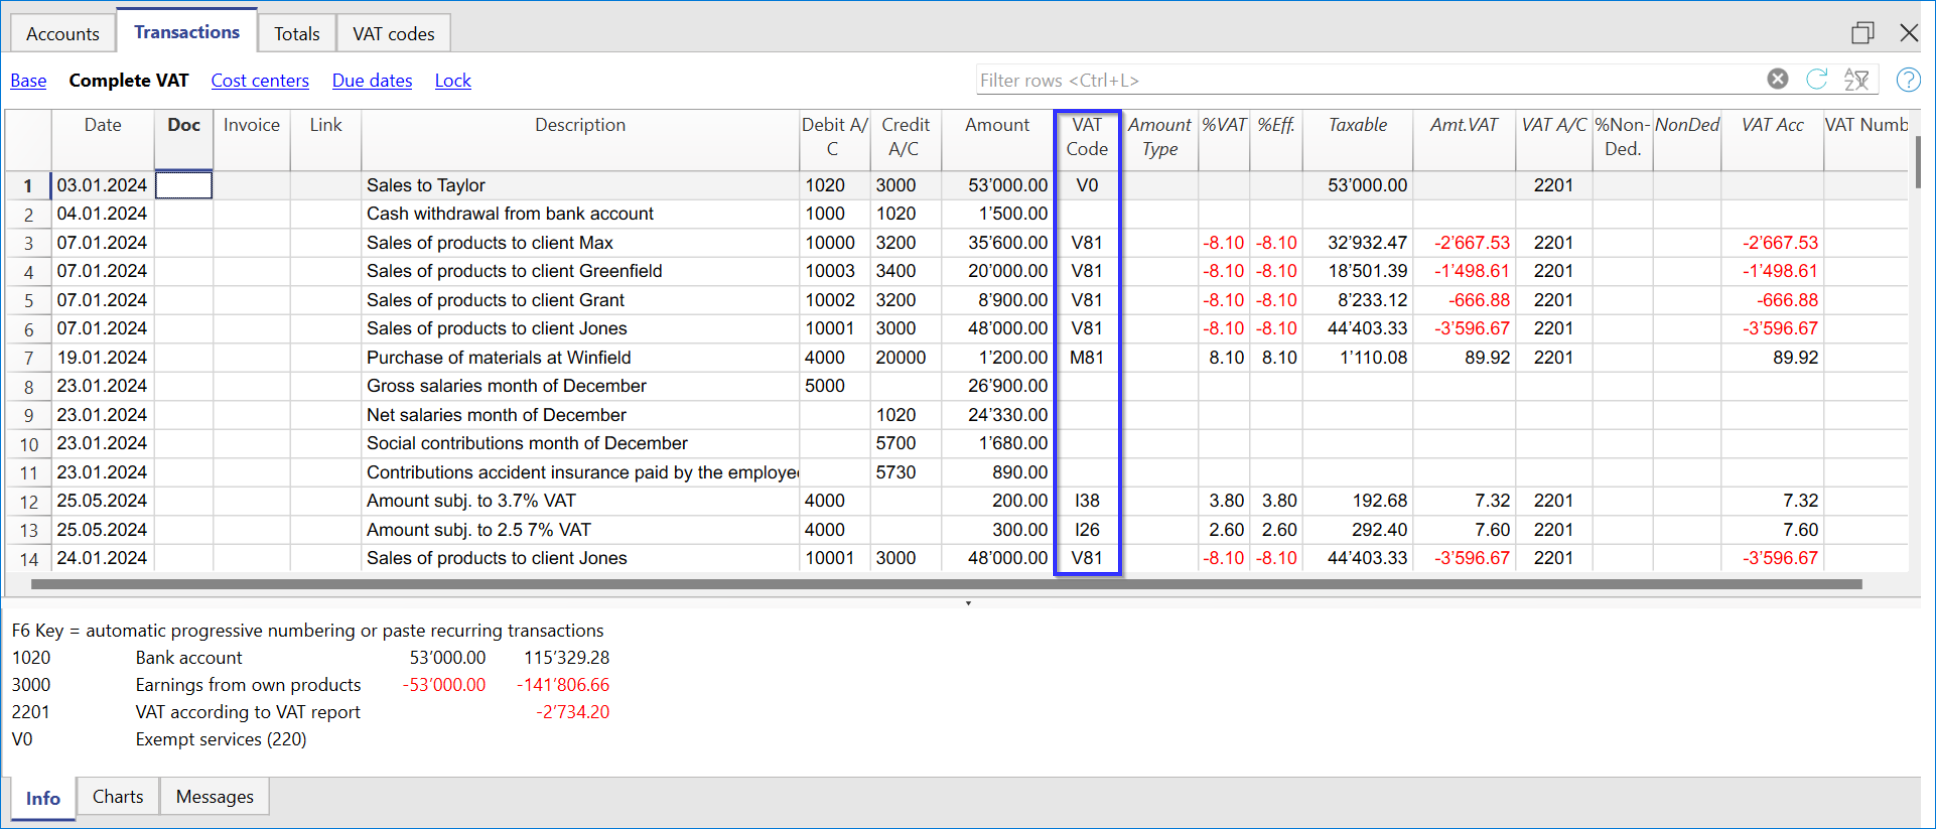 Accounts Transactions Totals VAT codes
Base Complete VAT Cost centers Due dates Lock Filter rows <Ctrl+L>
Date Doc Invoice Link Description Debit A/C Credit A/C Amount VAT Code Amount Type %VAT %Eff. Taxable Amt.VAT VAT A/C %Non-Ded. NonDed VAT Acc VAT Numb
1 03.01.2024 Sales to Taylor 1020 3000 53’000.00 V0 53’000.00 2201
2 04.01.2024 Cash withdrawal from bank account 1000 1020 1’500.00
3 07.01.2024 Sales of products to client Max 10000 3200 35’600.00 V81 -8.10 -8.10 32’932.47 -2’667.53 2201 -2’667.53
4 07.01.2024 Sales of products to client Greenfield 10003 3400 20’000.00 V81 -8.10 -8.10 18’501.39 -1’498.61 2201 -1’498.61
5 07.01.2024 Sales of products to client Grant 10002 3200 8’900.00 V81 -8.10 -8.10 8’233.12 -666.88 2201 -666.88
6 07.01.2024 Sales of products to client Jones 10001 3000 48’000.00 V81 -8.10 -8.10 44’403.33 -3’596.67 2201 -3’596.67
7 19.01.2024 Purchase of materials at Winfield 4000 20000 1’200.00 M81 8.10 8.10 1’110.08 89.92 2201 89.92
8 23.01.2024 Gross salaries month of December 5000 26’900.00
9 23.01.2024 Net salaries month of December 1020 24’330.00
10 23.01.2024 Social contributions month of December 5700 1’680.00
11 23.01.2024 Contributions accident insurance paid by the employe 5730 890.00
12 25.05.2024 Amount subj. to 3.7% VAT 4000 200.00 I38 3.80 3.80 192.68 7.32 2201 7.32
13 25.05.2024 Amount subj. to 2.5 7% VAT 4000 300.00 I26 2.60 2.60 292.40 7.60 2201 7.60
14 24.01.2024 Sales of products to client Jones 10001 3000 48’000.00 V81 -8.10 -8.10 44’403.33 -3’596.67 2201 -3’596.67
F6 Key = automatic progressive numbering or paste recurring transactions
1020 Bank account 53’000.00 115’329.28
3000 Earnings from own products -53’000.00 -141’806.66
2201 VAT according to VAT report -2’734.20
V0 Exempt services (220)
Info Charts Messages